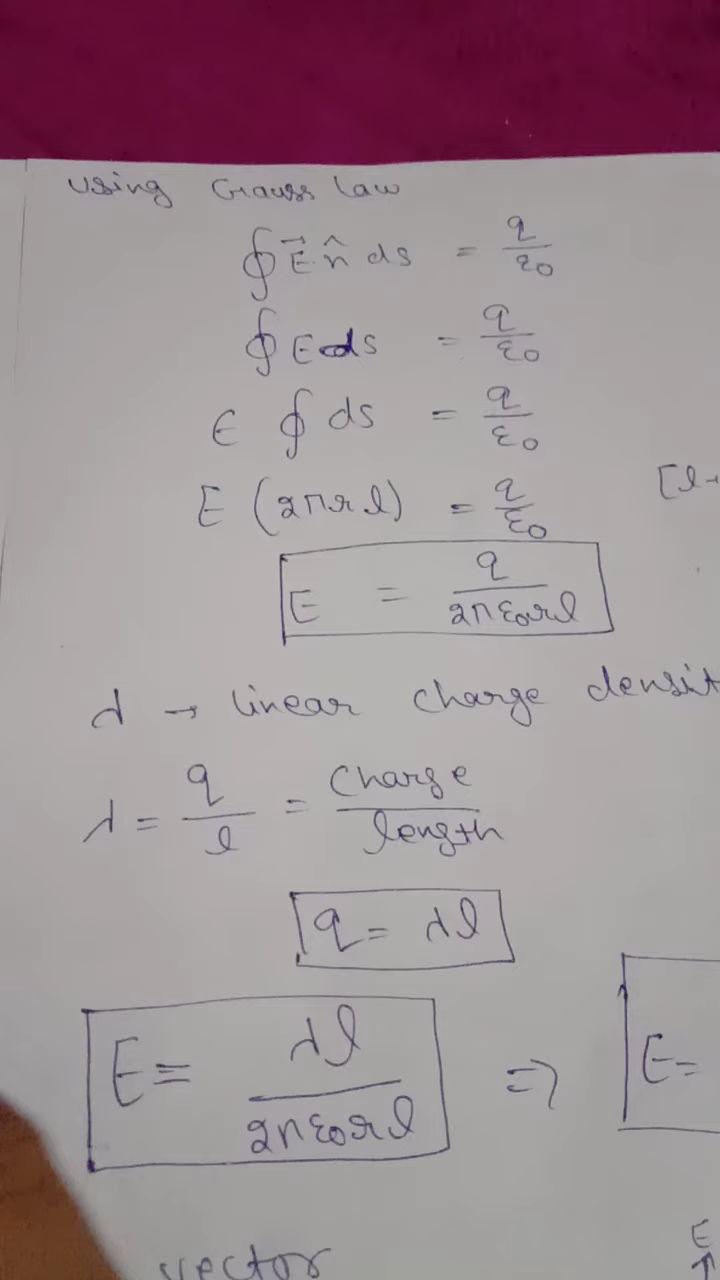 using Gauss law
∮ E⃗.n̂ ds = q/ε0
∮ E ds = q/ε0
E ∮ ds = q/ε0
E (2πrl) = q/ε0 [l→
E = q/2πε0rl
λ → linear charge densit
λ = q/l = Charge/length
q = λl
E = λl/2πε0rl ⇒ E =
vector E